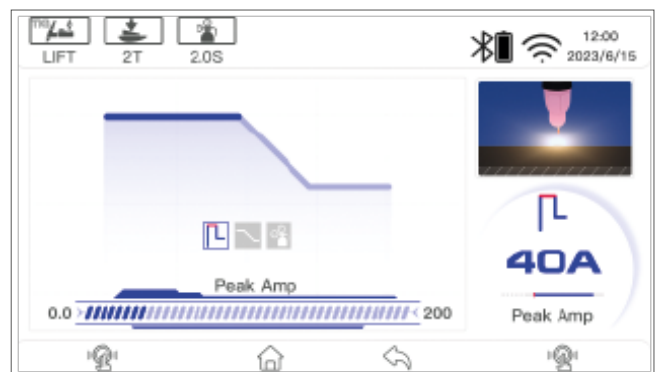 TIG
LIFT
2T
2.0S
12:00
2023/6/15
Peak Amp
0.0
200
40A
Peak Amp